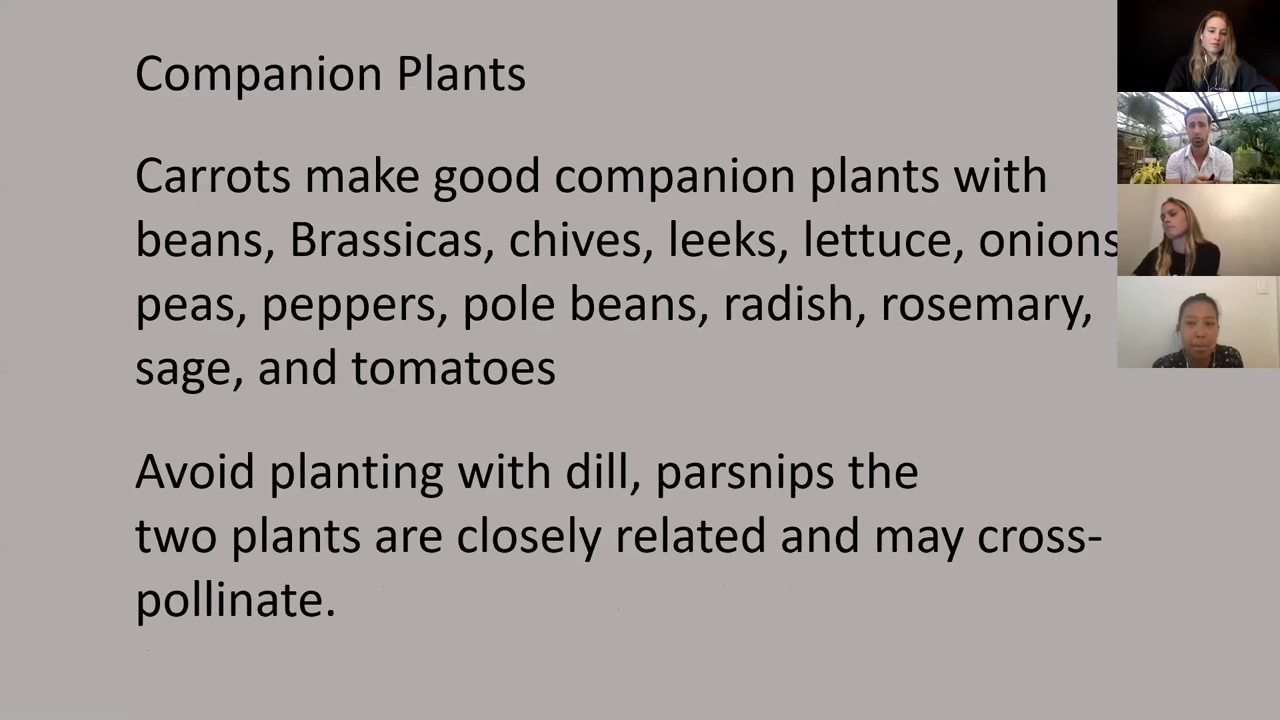 Companion Plants
Carrots make good companion plants with
beans, Brassicas, chives, leeks, lettuce, onions
peas, peppers, pole beans, radish, rosemary,
sage, and tomatoes
Avoid planting with dill, parsnips the
two plants are closely related and may cross-
pollinate.